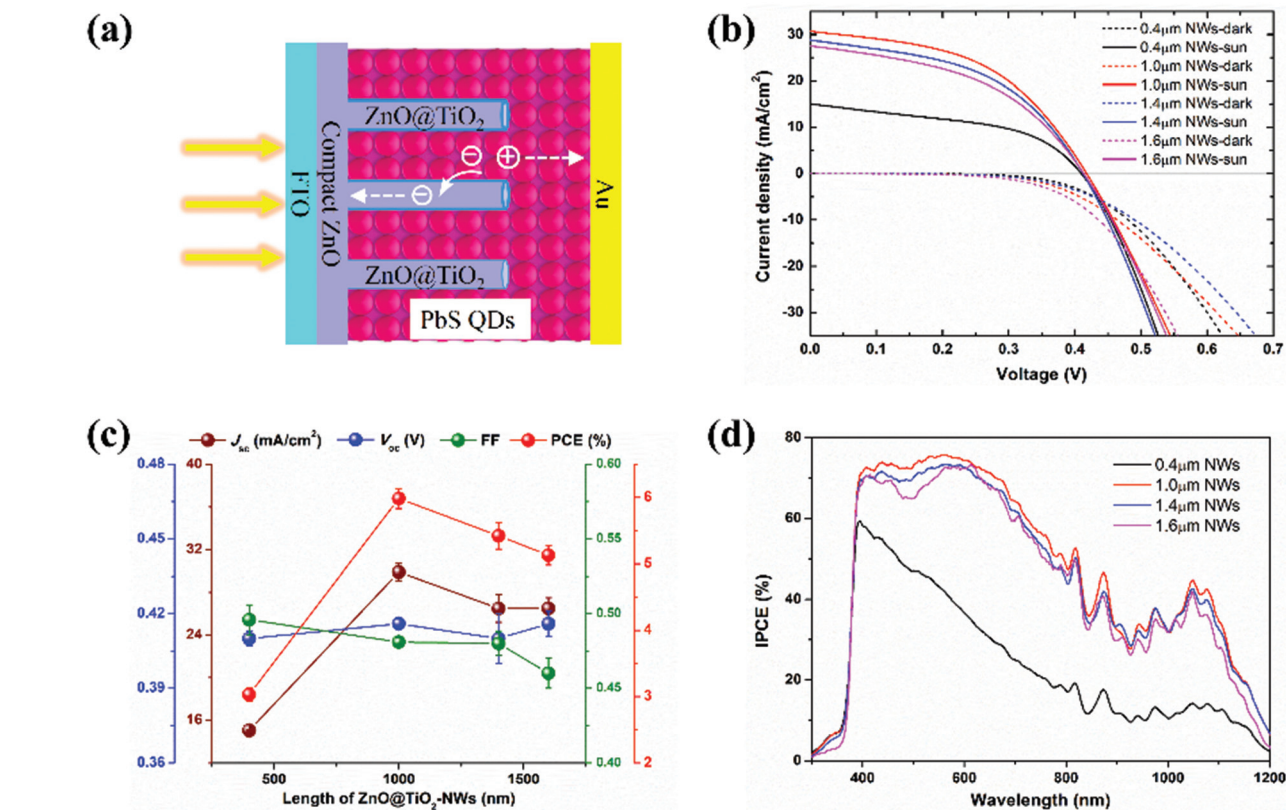 (a)
ZnO@TiO₂
ZnO@TiO₂
PbS QDs
FTO
Compact ZnO
Au
(b)
Current density (mA/cm²)
30
20
10
0
-10
-20
-30
0.0 0.1 0.2 0.3 0.4 0.5 0.6 0.7
Voltage (V)
0.4μm NWs-dark
0.4μm NWs-sun
1.0μm NWs-dark
1.0μm NWs-sun
1.4μm NWs-dark
1.4μm NWs-sun
1.6μm NWs-dark
1.6μm NWs-sun
(c)
Jsc (mA/cm²) Voc (V) FF PCE (%)
0.48
0.45
0.42
0.39
0.36
40
32
24
16
0.60
0.55
0.50
0.45
0.40
6
5
4
3
2
500 1000 1500
Length of ZnO@TiO₂-NWs (nm)
(d)
IPCE (%)
80
60
40
20
0
400 600 800 1000 1200
Wavelength (nm)
0.4μm NWs
1.0μm NWs
1.4μm NWs
1.6μm NWs